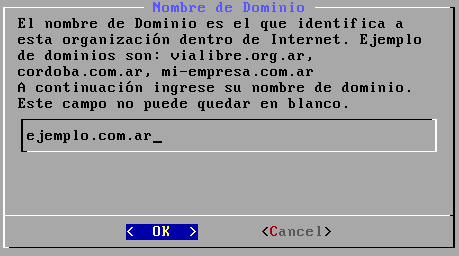 Nombre de Dominio
El nombre de Dominio es el que identifica a
esta organización dentro de Internet. Ejemplo
de dominios son: vialibre.org.ar,
cordoba.com.ar, mi-empresa.com.ar
A continuación ingrese su nombre de dominio.
Este campo no puede quedar en blanco.
ejemplo.com.ar_
< OK > <Cancel>